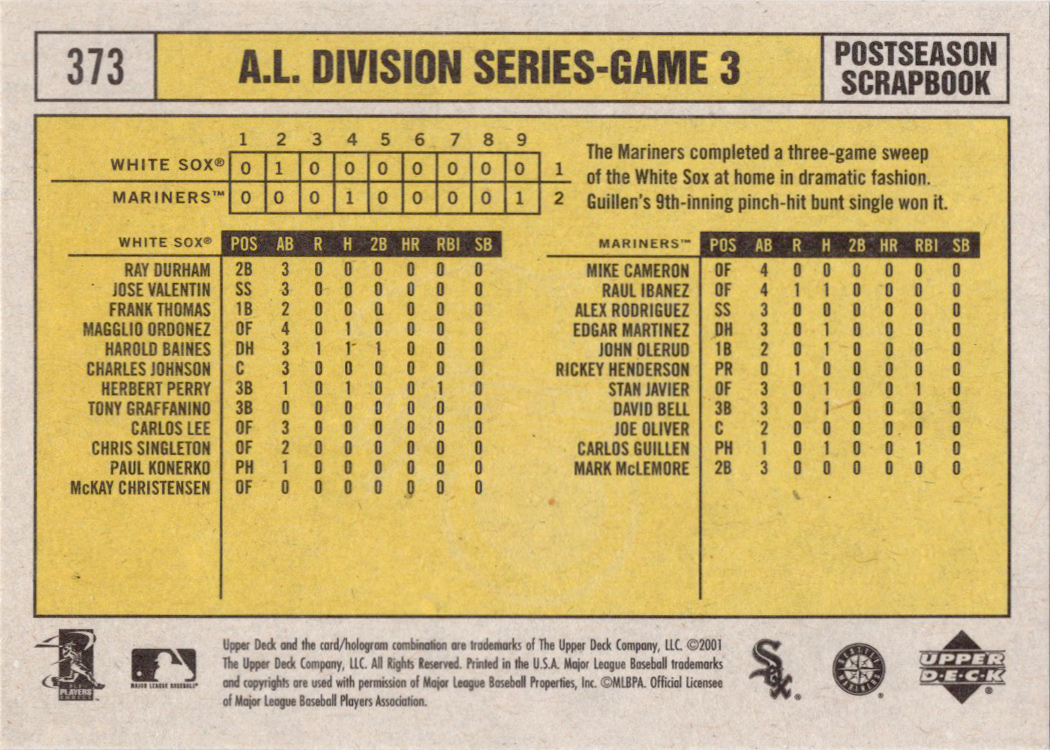 373
A.L. DIVISION SERIES-GAME 3
POSTSEASON
SCRAPBOOK
1 2 3 4 5 6 7 8 9
WHITE SOX® 0 1 0 0 0 0 0 0 0 1
MARINERS™ 0 0 0 1 0 0 0 0 1 2
The Mariners completed a three-game sweep
of the White Sox at home in dramatic fashion.
Guillen's 9th-inning pinch-hit bunt single won it.
WHITE SOX® POS AB R H 2B HR RBI SB
RAY DURHAM 2B 3 0 0 0 0 0 0
JOSE VALENTIN SS 3 0 0 0 0 0 0
FRANK THOMAS 1B 2 0 0 0 0 0 0
MAGGLIO ORDONEZ OF 4 0 1 0 0 0 0
HAROLD BAINES DH 3 1 1 1 0 0 0
CHARLES JOHNSON C 3 0 0 0 0 0 0
HERBERT PERRY 3B 1 0 1 0 0 1 0
TONY GRAFFANINO 3B 0 0 0 0 0 0 0
CARLOS LEE OF 3 0 0 0 0 0 0
CHRIS SINGLETON OF 2 0 0 0 0 0 0
PAUL KONERKO PH 1 0 0 0 0 0 0
McKAY CHRISTENSEN OF 0 0 0 0 0 0 0
MARINERS™ POS AB R H 2B HR RBI SB
MIKE CAMERON OF 4 0 0 0 0 0 0
RAUL IBANEZ OF 4 1 1 0 0 0 0
ALEX RODRIGUEZ SS 3 0 0 0 0 0 0
EDGAR MARTINEZ DH 3 0 1 0 0 0 0
JOHN OLERUD 1B 2 0 1 0 0 0 0
RICKEY HENDERSON PR 0 1 0 0 0 0 0
STAN JAVIER OF 3 0 1 0 0 1 0
DAVID BELL 3B 3 0 1 0 0 0 0
JOE OLIVER C 2 0 0 0 0 0 0
CARLOS GUILLEN PH 1 0 1 0 0 1 0
MARK McLEMORE 2B 3 0 0 0 0 0 0
PLAYERS
MAJOR LEAGUE BASEBALL®
Upper Deck and the card/hologram combination are trademarks of The Upper Deck Company, LLC. ©2001
The Upper Deck Company, LLC. All Rights Reserved. Printed in the U.S.A. Major League Baseball trademarks
and copyrights are used with permission of Major League Baseball Properties, Inc. ©MLBPA. Official Licensee
of Major League Baseball Players Association.
Sox®
SEATTLE
MARINERS
®
UPPER
D·E·C·K
®